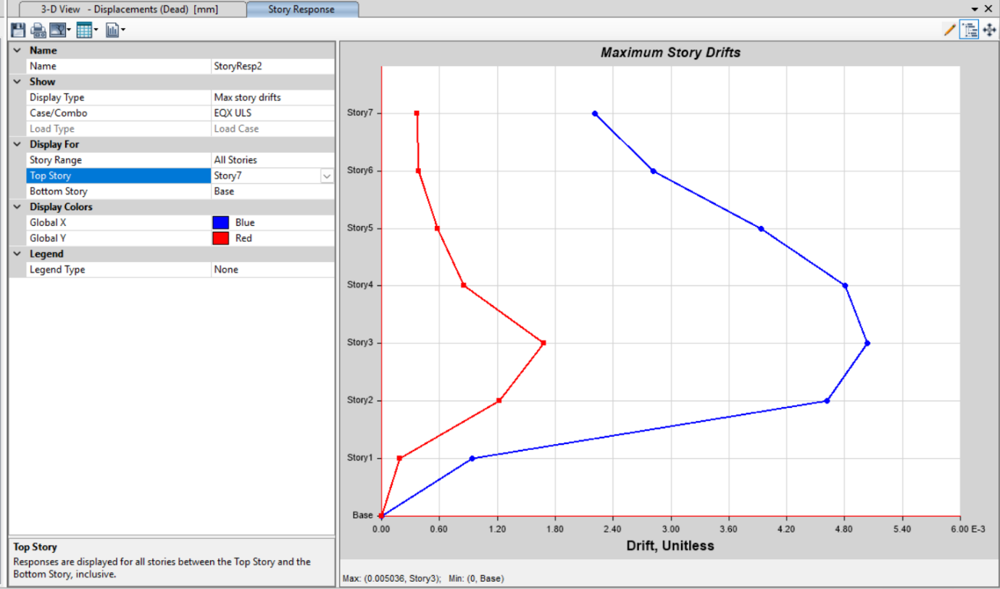 3-D View - Displacements (Dead) [mm]
Story Response
Name
Name StoryResp2
Show
Display Type Max story drifts
Case/Combo EQX ULS
Load Type Load Case
Display For
Story Range All Stories
Top Story Story7
Bottom Story Base
Display Colors
Global X Blue
Global Y Red
Legend
Legend Type None
Top Story
Responses are displayed for all stories between the Top Story and the
Bottom Story, inclusive.
Maximum Story Drifts
Story7
Story6
Story5
Story4
Story3
Story2
Story1
Base
0.00 0.60 1.20 1.80 2.40 3.00 3.60 4.20 4.80 5.40 6.00 E-3
Drift, Unitless
Max: (0.005036, Story3); Min: (0, Base)